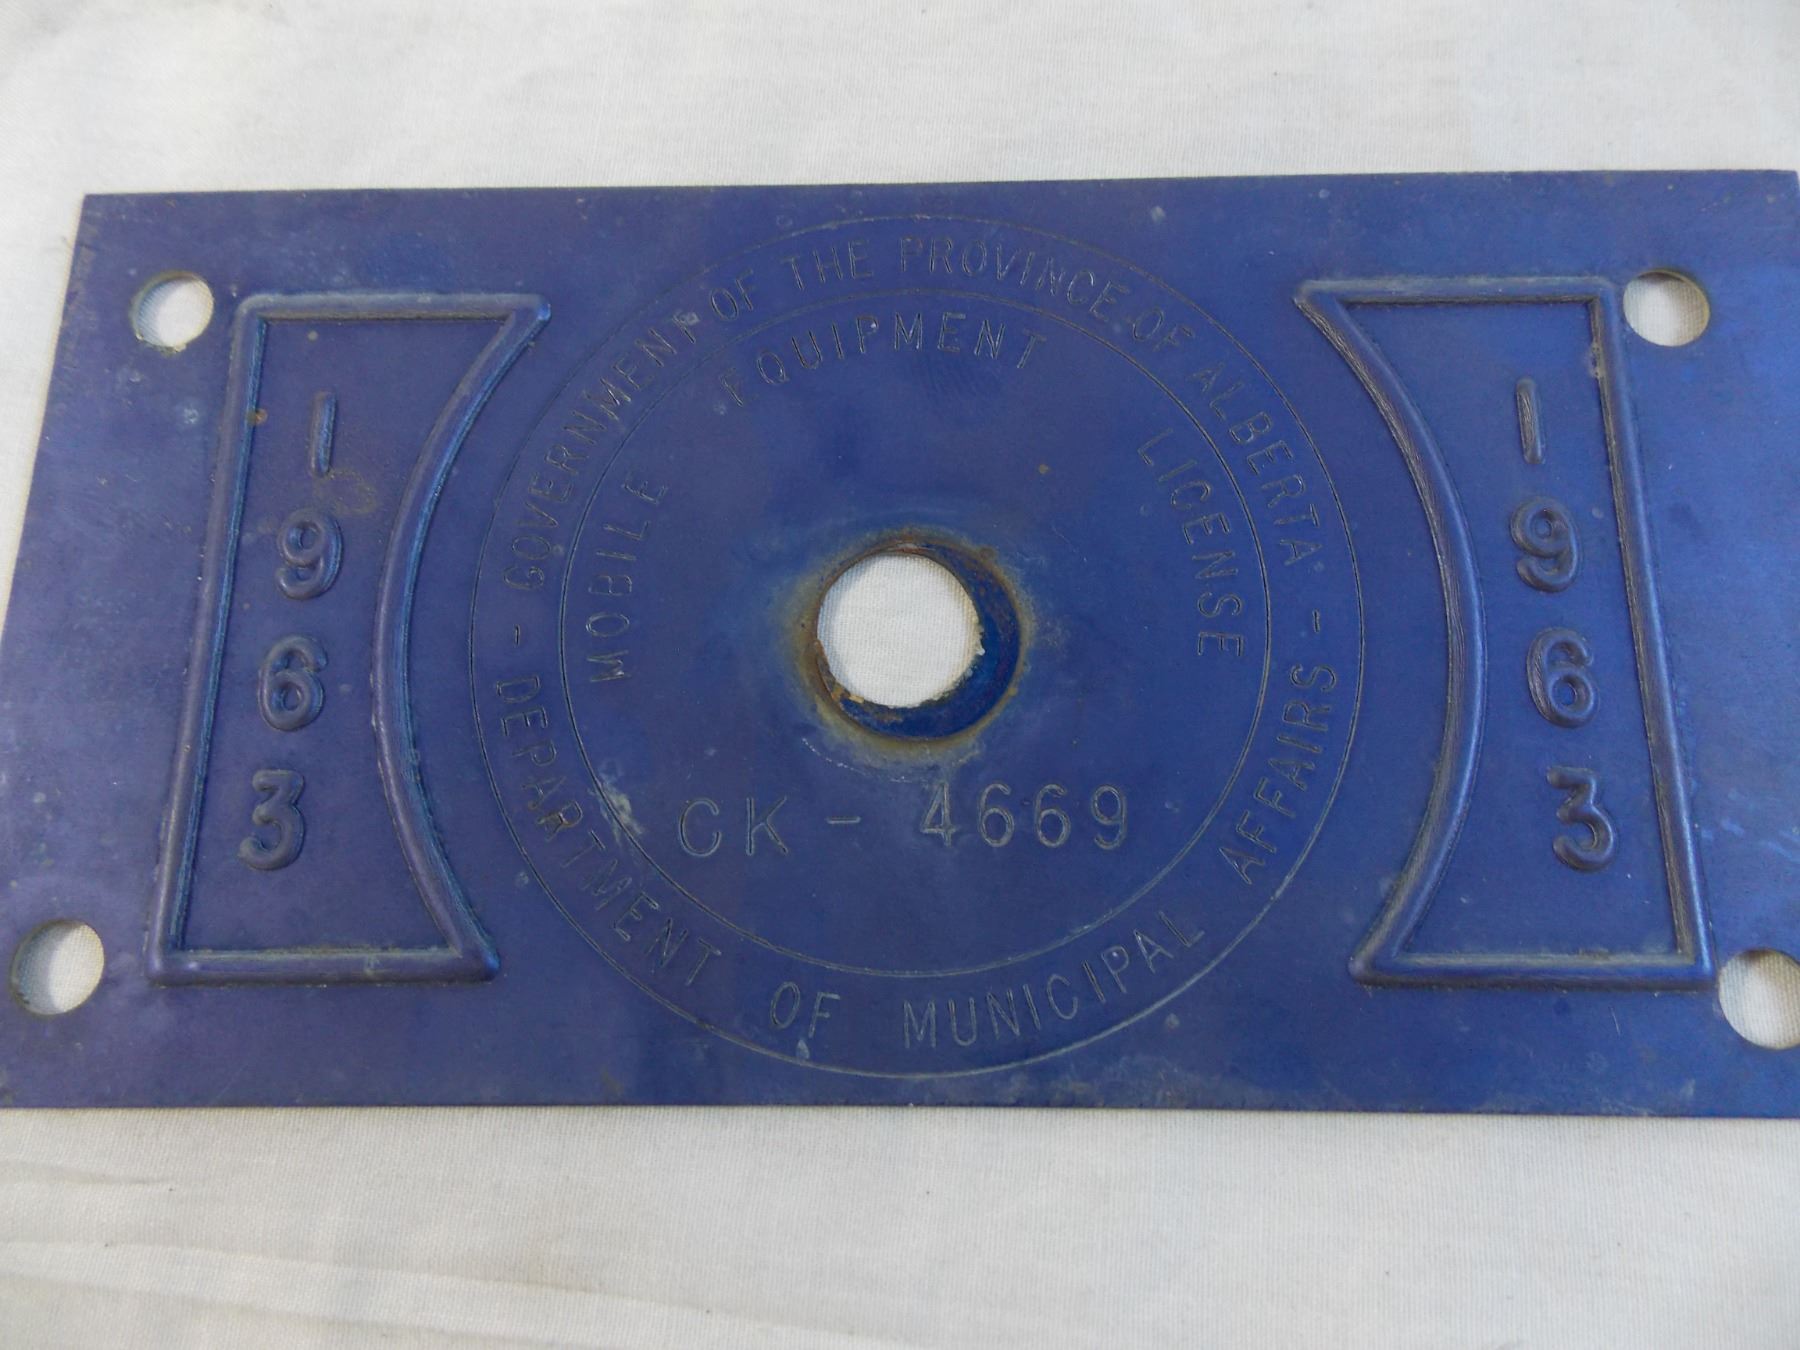 GOVERNMENT OF THE PROVINCE OF ALBERTA
MOBILE EQUIPMENT LICENSE
1963
1963
CK - 4669
- DEPARTMENT OF MUNICIPAL AFFAIRS -